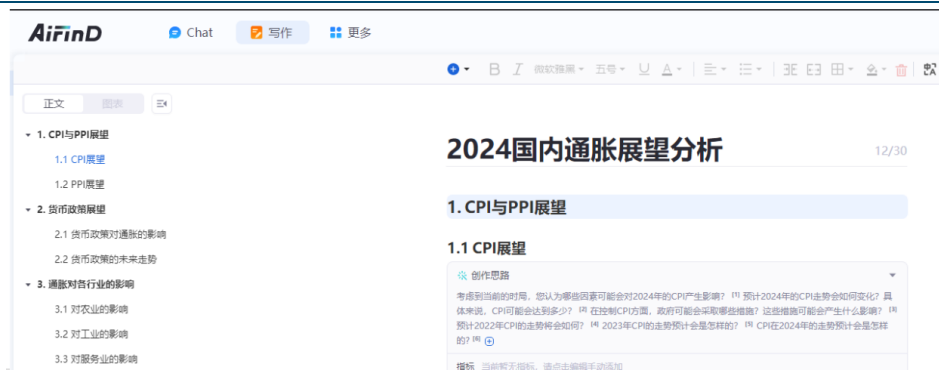 AiFinD Chat 写作 更多
B I 微软雅黑 五号 U A
正文 图表
1. CPI与PPI展望
1.1 CPI展望
1.2 PPI展望
2. 货币政策展望
2.1 货币政策对通胀的影响
2.2 货币政策的未来走势
3. 通胀对各行业的影响
3.1 对农业的影响
3.2 对工业的影响
3.3 对服务业的影响
2024国内通胀展望分析 12/30
1. CPI与PPI展望
1.1 CPI展望
创作思路
考虑到当前的时局，您认为哪些因素可能会对2024年的CPI产生影响？ [1] 预计2024年的CPI走势会如何变化？具
体来说，CPI可能会达到多少？ [2] 在控制CPI方面，政府可能会采取哪些措施？这些措施可能会产生什么影响？ [3]
预计2022年CPI的走势将会如何？ [4] 2023年CPI的走势预计会是怎样的？ [5] CPI在2024年的走势预计会是怎样
的？ [6]
指标 当前暂无指标，请点击编辑手动添加